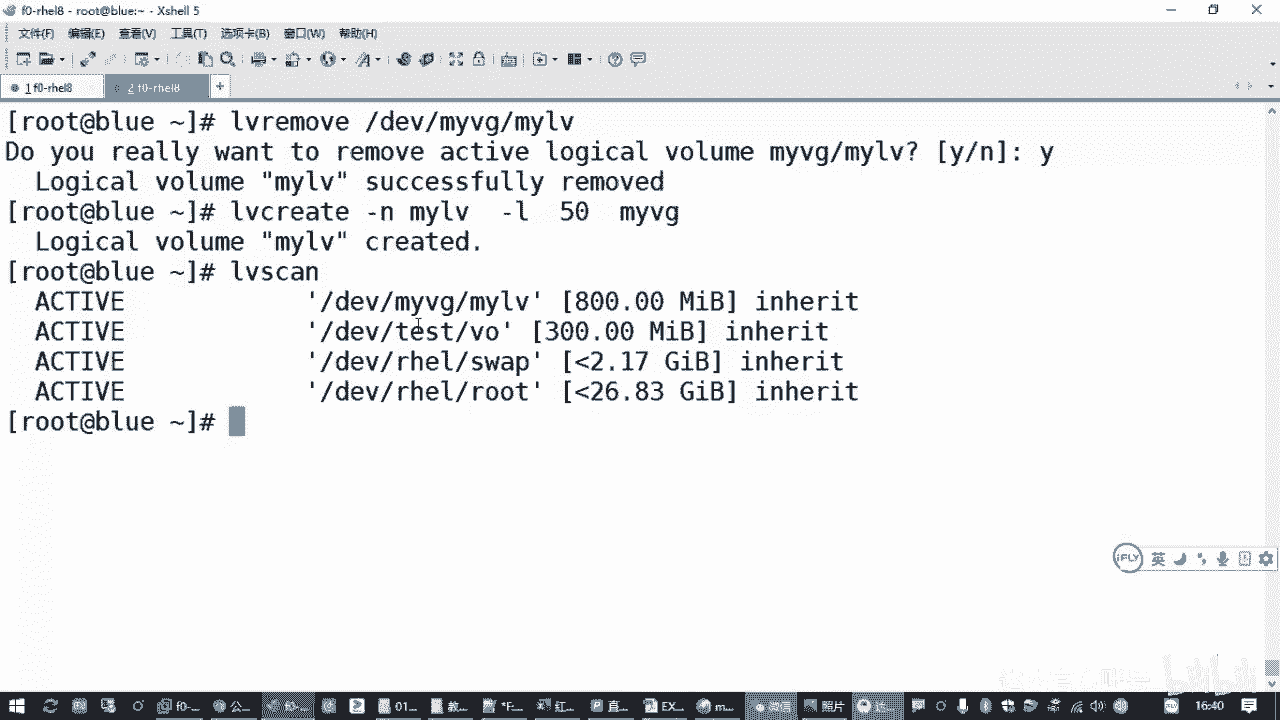 f0-rhel8 - root@blue:~ - Xshell 5
文件(F) 编辑(E) 查看(V) 工具(T) 选项卡(B) 窗口(W) 帮助(H)
1 f0-rhel8 2 f0-rhel8 +
[root@blue ~]# lvremove /dev/myvg/mylv
Do you really want to remove active logical volume myvg/mylv? [y/n]: y
  Logical volume "mylv" successfully removed
[root@blue ~]# lvcreate -n mylv  -l  50  myvg
  Logical volume "mylv" created.
[root@blue ~]# lvscan
  ACTIVE            '/dev/myvg/mylv' [800.00 MiB] inherit
  ACTIVE            '/dev/test/vo' [300.00 MiB] inherit
  ACTIVE            '/dev/rhel/swap' [<2.17 GiB] inherit
  ACTIVE            '/dev/rhel/root' [<26.83 GiB] inherit
[root@blue ~]#
iFLY 英
f0-... 公... 01... 教... 红... 直... EX... m... 照片 16:40